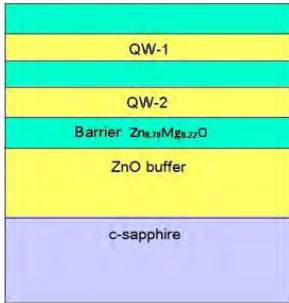 QW-1
QW-2
Barrier Zn₀.₇₈Mg₀.₂₂O
ZnO buffer
c-sapphire